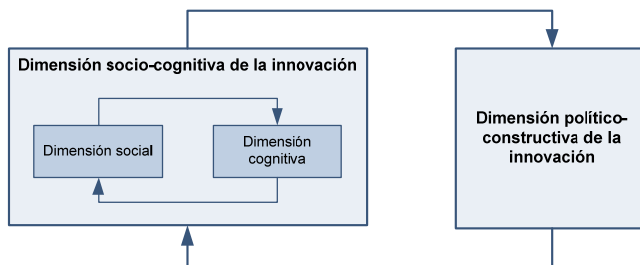 Dimensión socio-cognitiva de la innovación
Dimensión social
Dimensión
cognitiva
Dimensión político-
constructiva de la
innovación